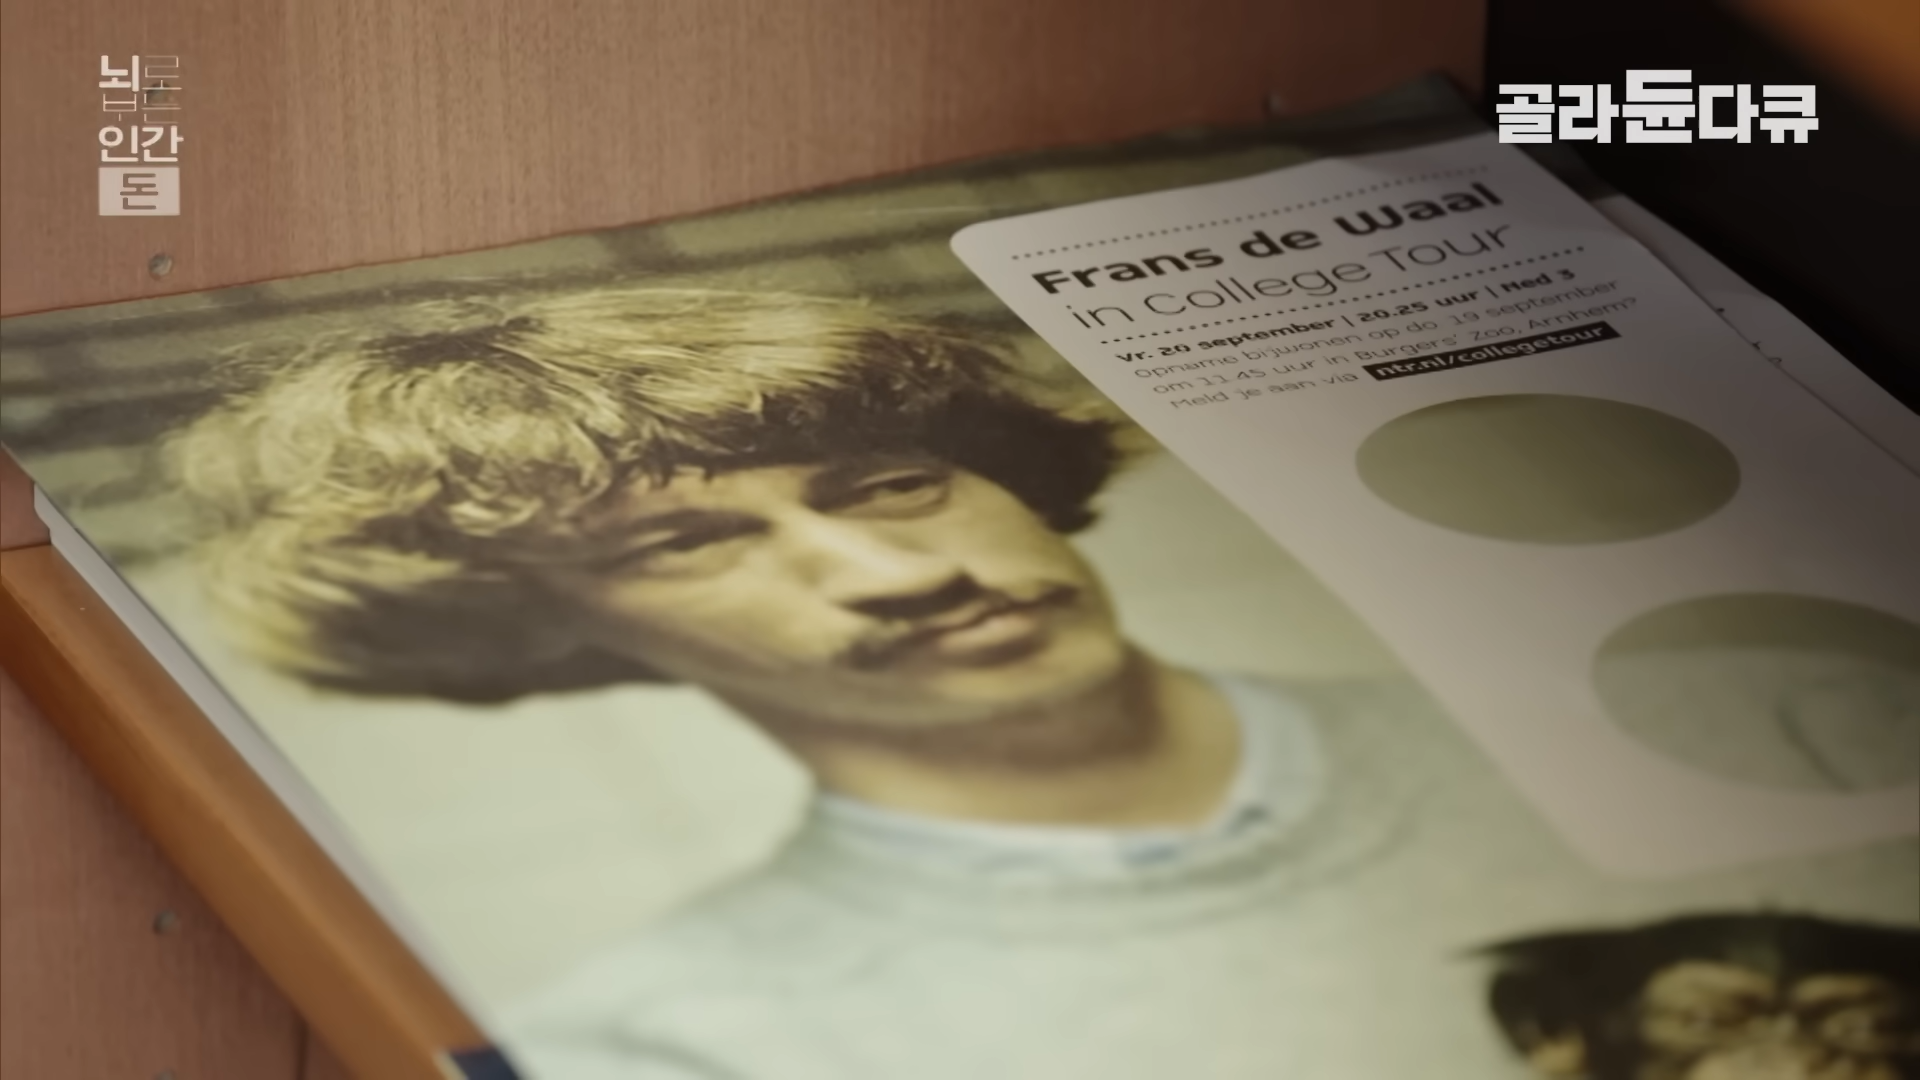 뇌로
보는
인간
돈
골라듄다큐
Frans de Waal
in College Tour
Vr. 20 september | 20.25 uur | Ned 3
Opname bijwonen op do. 19 september
om 11.45 uur in Burgers' Zoo, Arnhem?
Meld je aan via ntr.nl/collegetour